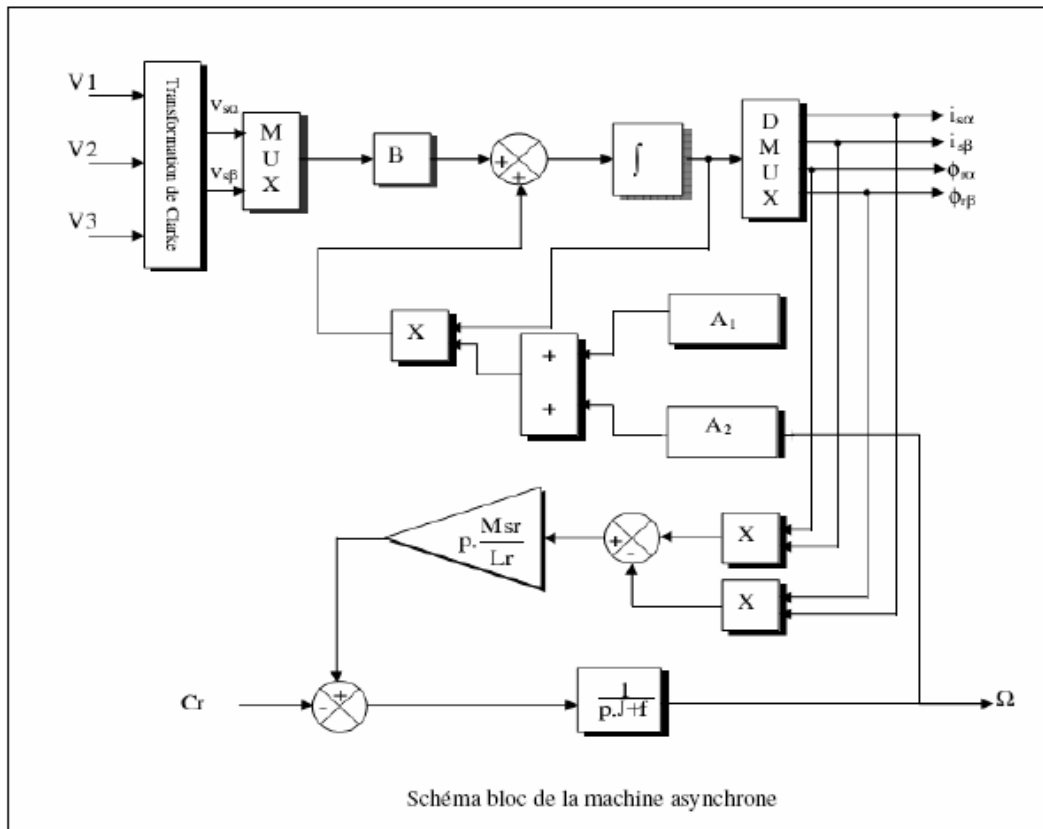 V1
V2
V3
Transformation de Clarke
vsα
vsβ
M
U
X
B
+
+
∫
D
M
U
X
isα
isβ
ϕrα
ϕrβ
X
+
+
A1
A2
p. Msr
Lr
+
-
X
X
Cr
+
-
1
p.J+f
Ω
Schéma bloc de la machine asynchrone